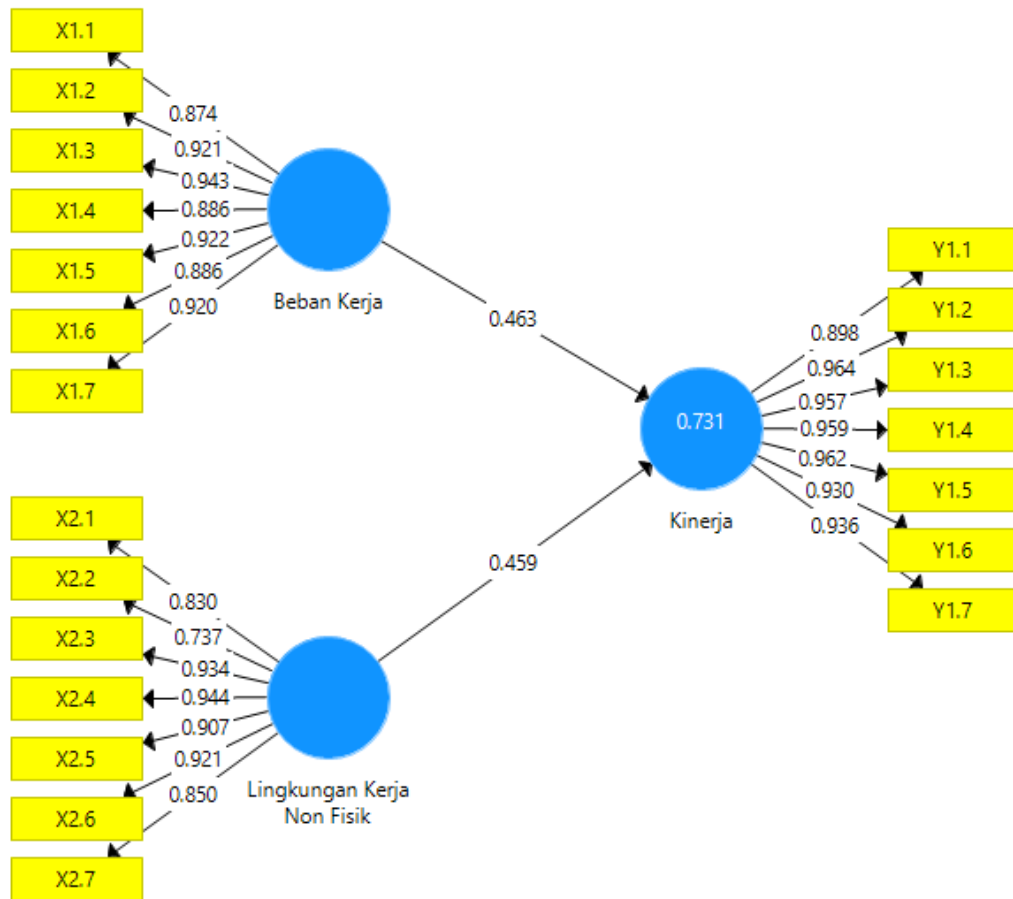 X1.1
X1.2
X1.3
X1.4
X1.5
X1.6
X1.7
0.874
0.921
0.943
0.886
0.922
0.886
0.920
Beban Kerja
0.463
X2.1
X2.2
X2.3
X2.4
X2.5
X2.6
X2.7
0.830
0.737
0.934
0.944
0.907
0.921
0.850
Lingkungan Kerja
Non Fisik
0.459
0.731
Kinerja
0.898
0.964
0.957
0.959
0.962
0.930
0.936
Y1.1
Y1.2
Y1.3
Y1.4
Y1.5
Y1.6
Y1.7